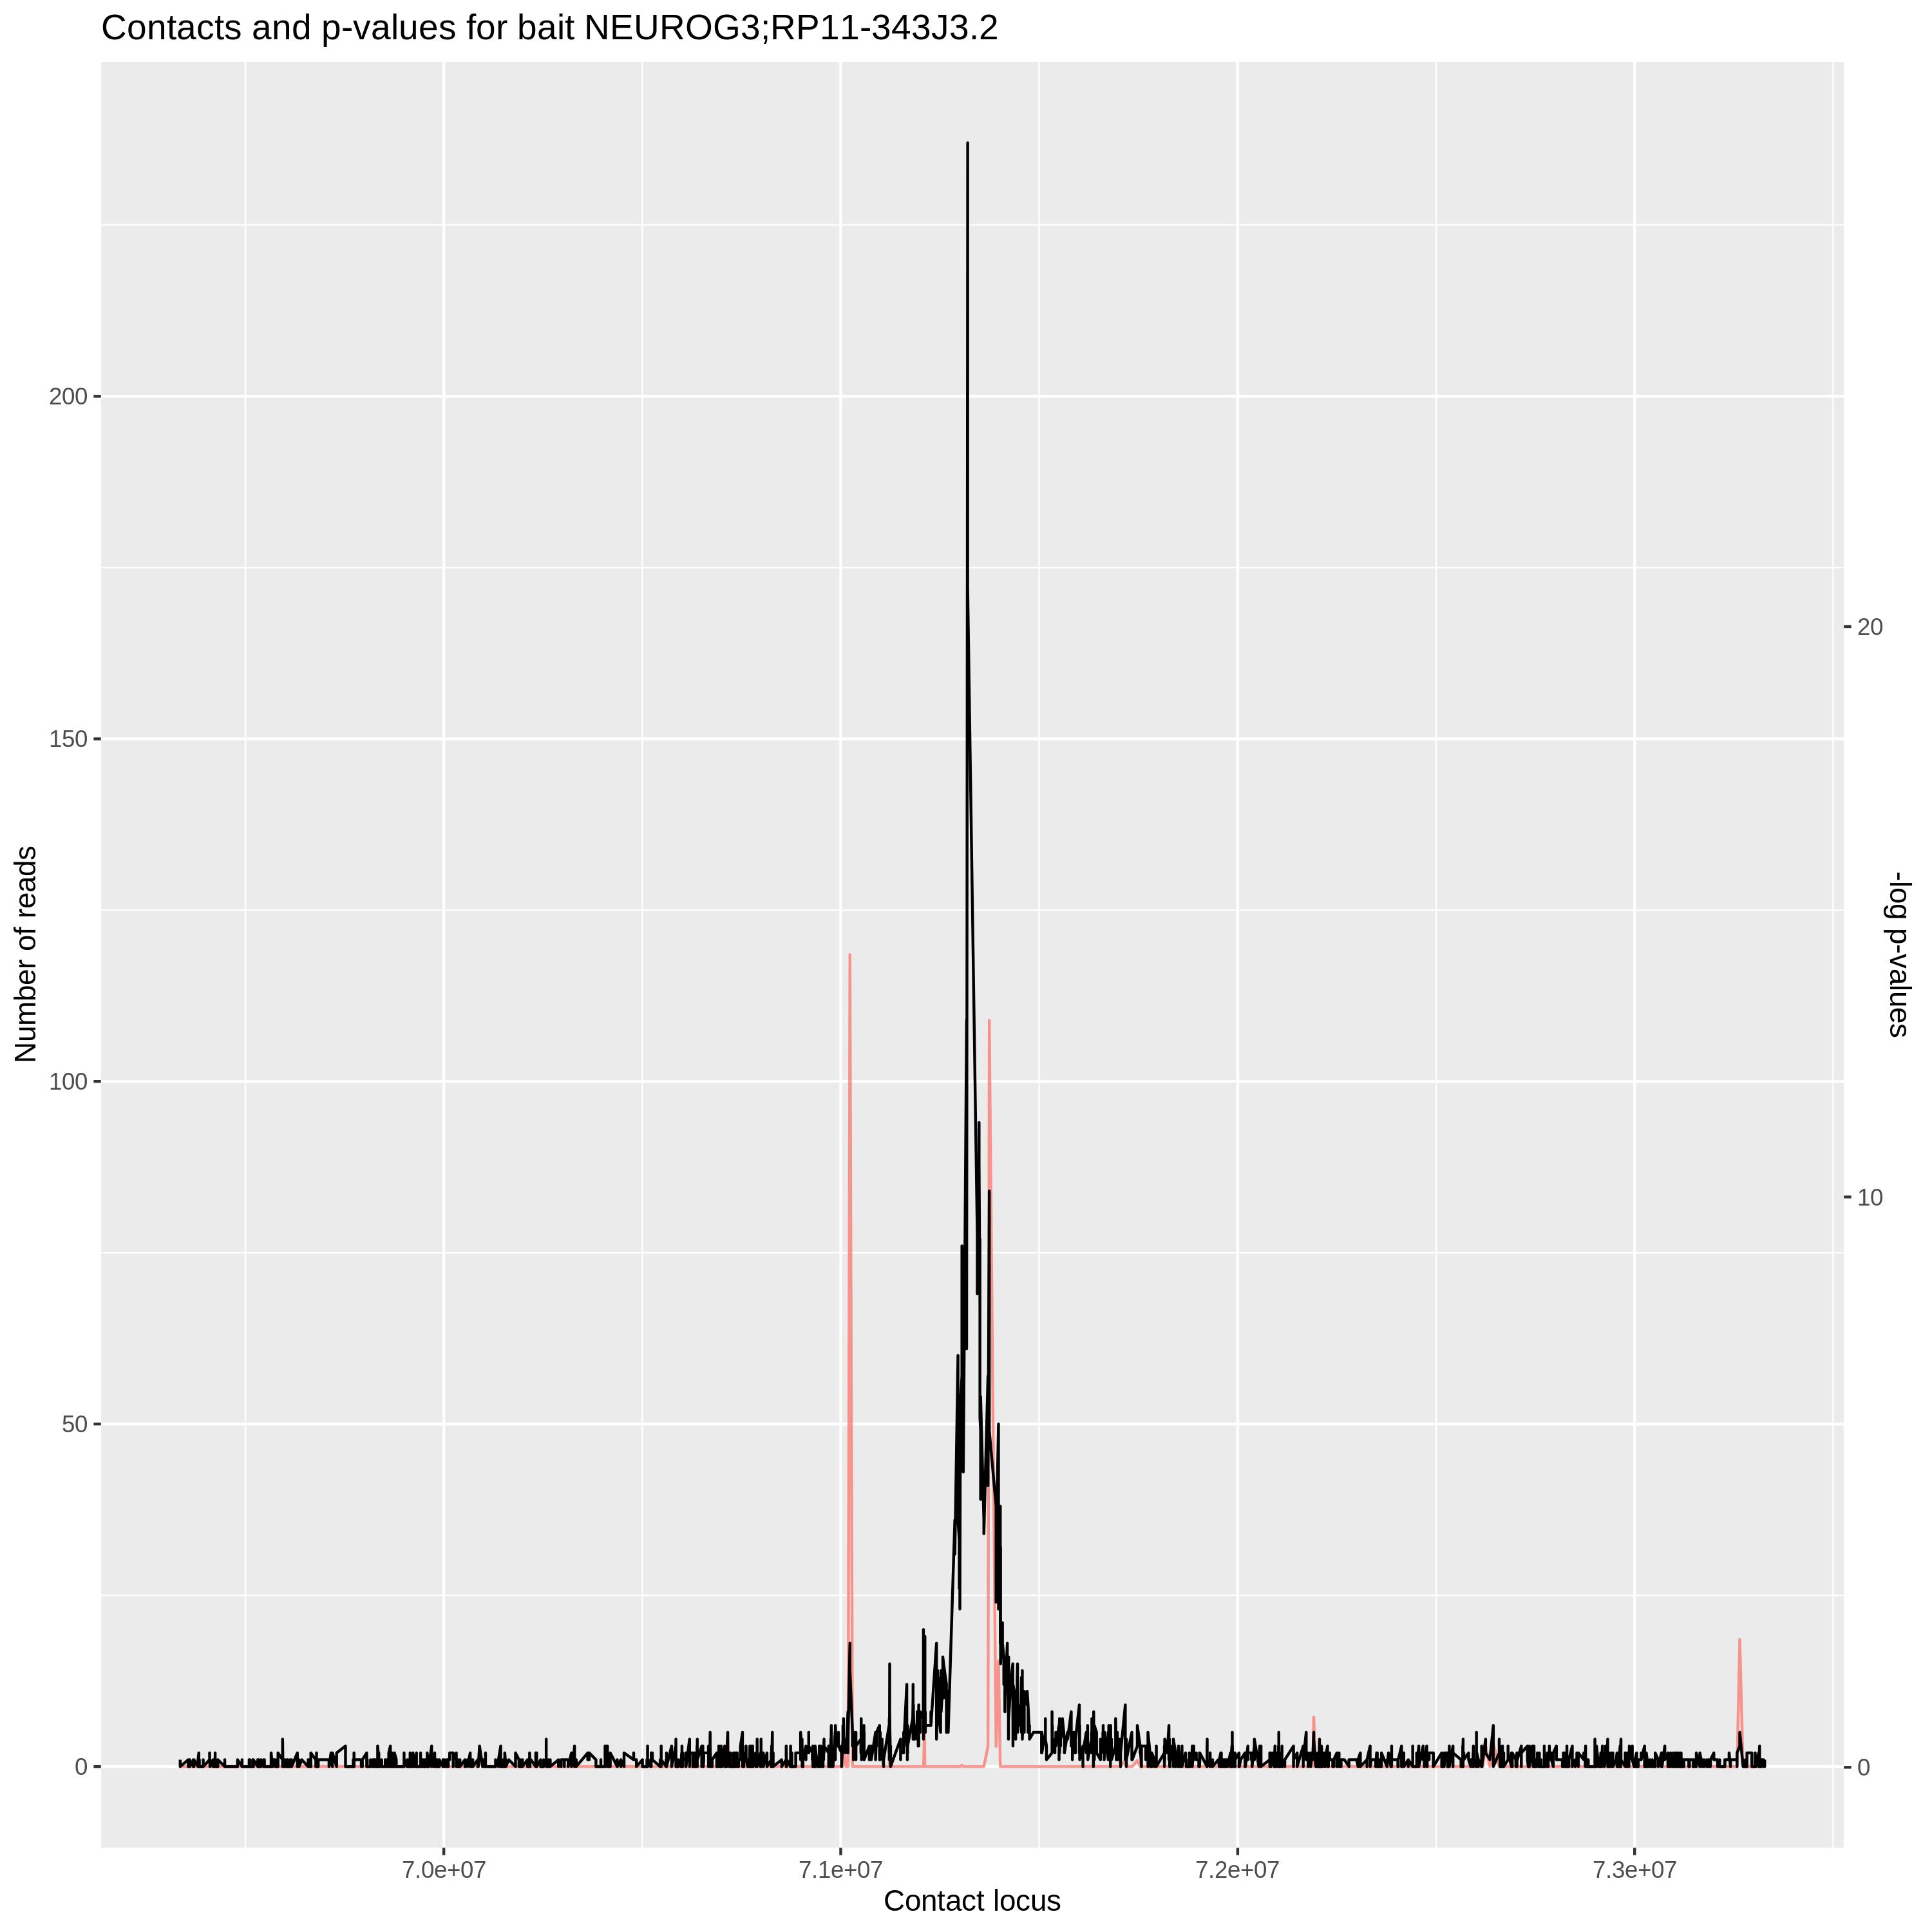 Contacts and p-values for bait NEUROG3;RP11-343J3.2
Number of reads
200
150
100
50
0
20
10
0
-log p-values
7.0e+07
7.1e+07
7.2e+07
7.3e+07
Contact locus